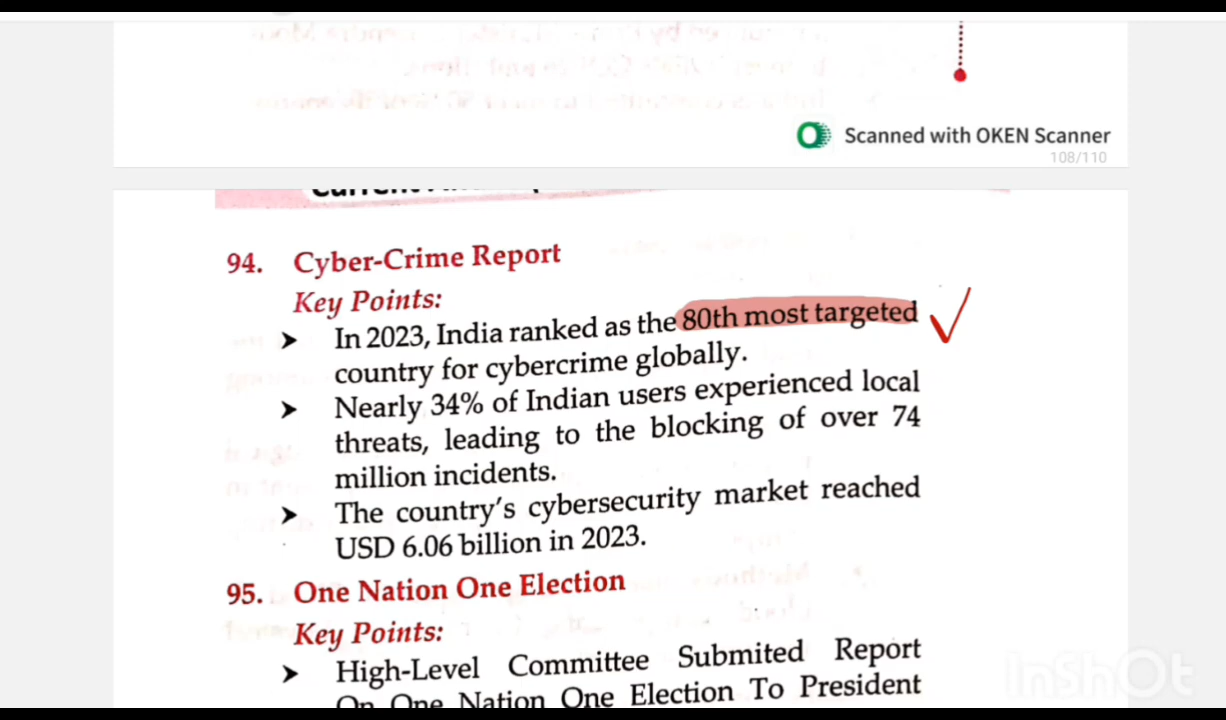 Scanned with OKEN Scanner
108/110
94. Cyber-Crime Report
Key Points:
➤ In 2023, India ranked as the 80th most targeted
country for cybercrime globally.
➤ Nearly 34% of Indian users experienced local
threats, leading to the blocking of over 74
million incidents.
➤ The country's cybersecurity market reached
USD 6.06 billion in 2023.
95. One Nation One Election
Key Points:
➤ High-Level Committee Submited Report
On One Nation One Election To President
InShOt